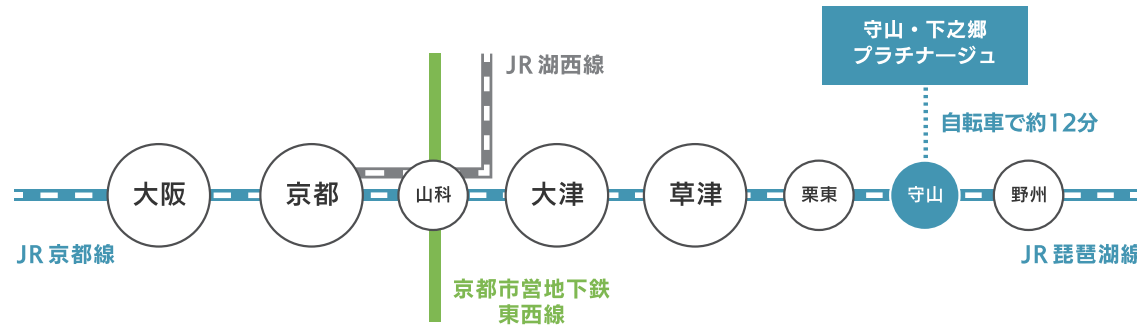 守山・下之郷
プラチナージュ
JR 湖西線
自転車で約12分
大阪
京都
山科
大津
草津
栗東
守山
野州
JR 京都線
JR 琵琶湖線
京都市営地下鉄
東西線